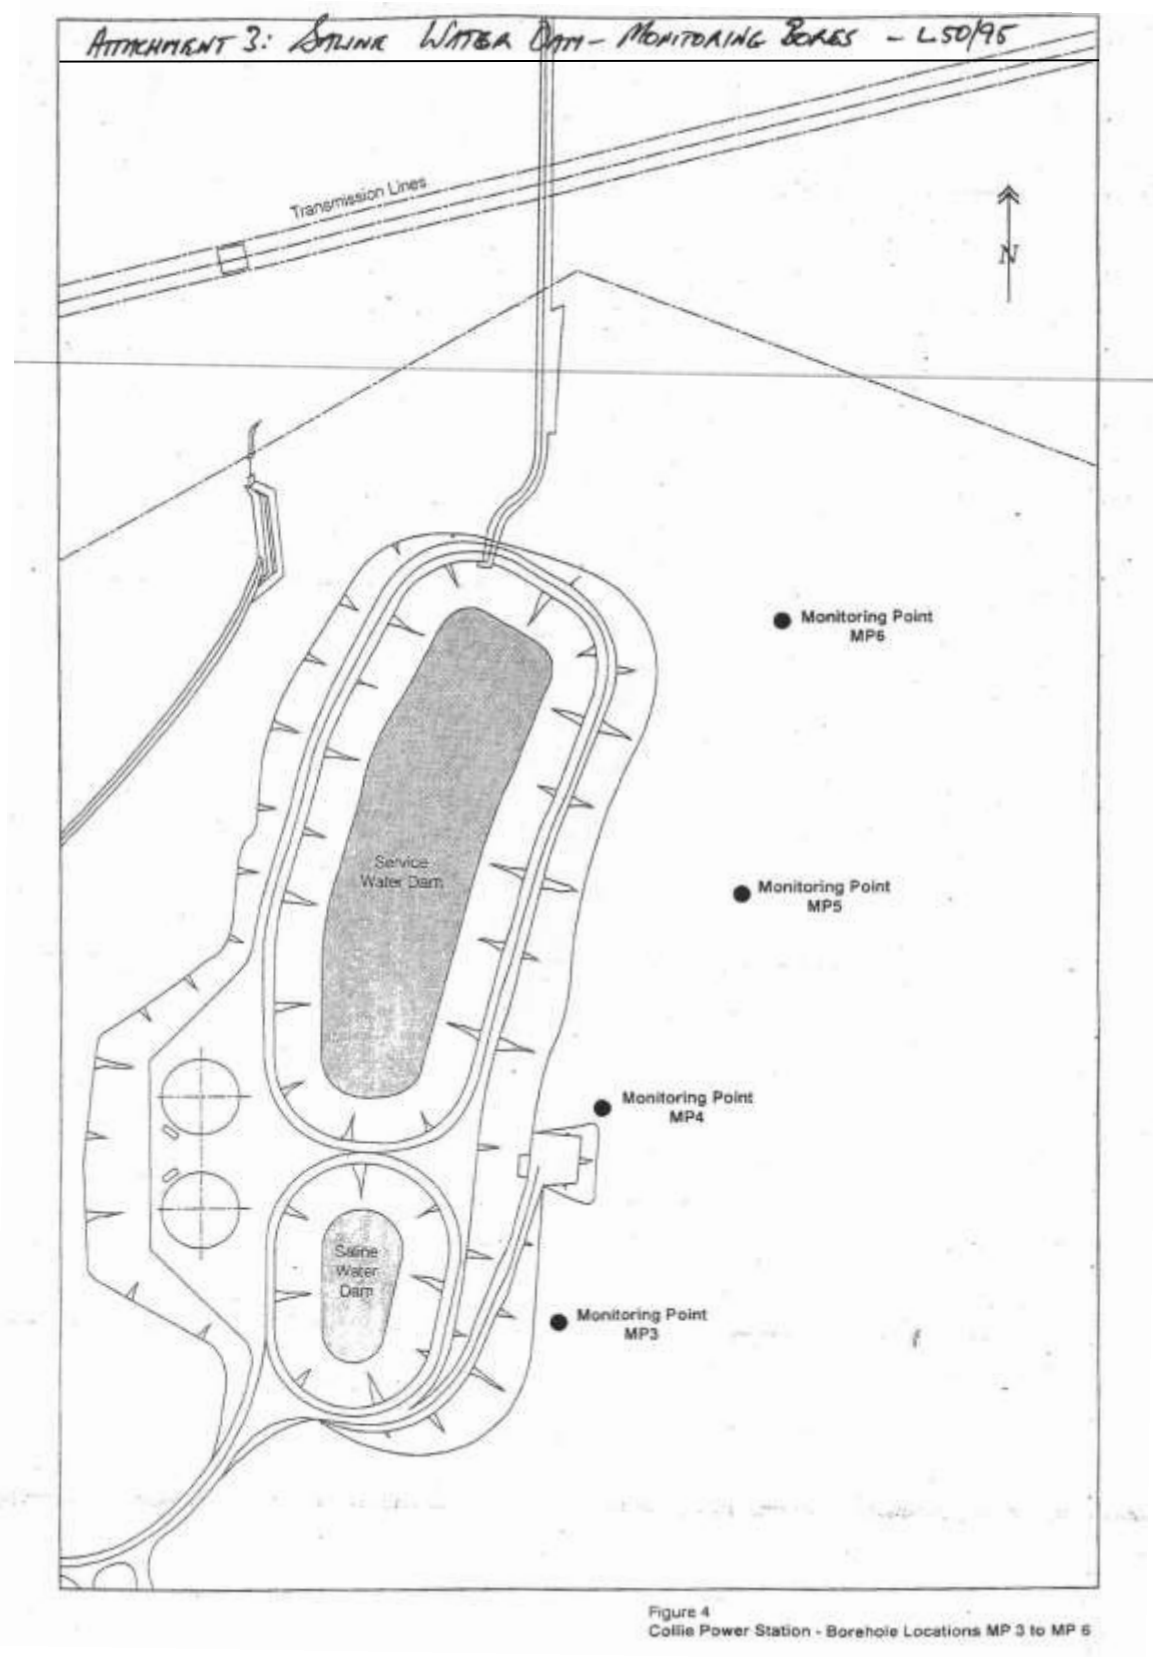 ATTACHMENT 3: SALINE WATER DAM - MONITORING BORES - L50/95
Transmission Lines
N
Monitoring Point
MP6
Service
Water Dam
Monitoring Point
MP5
Monitoring Point
MP4
Saline
Water
Dam
Monitoring Point
MP3
Figure 4
Collie Power Station - Borehole Locations MP 3 to MP 6